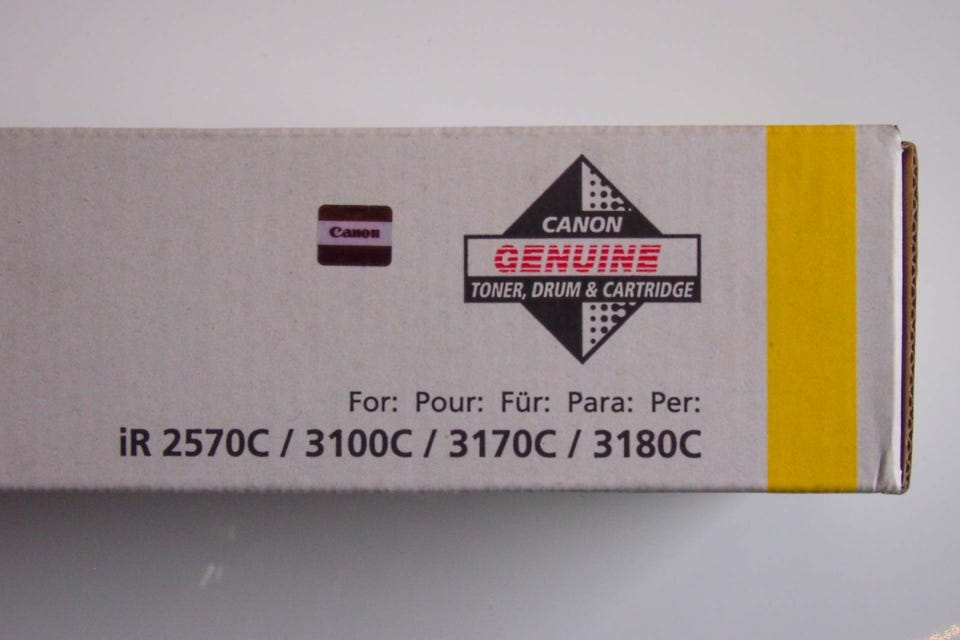 Canon
CANON
GENUINE
TONER, DRUM & CARTRIDGE
For: Pour: Für: Para: Per:
iR 2570C / 3100C / 3170C / 3180C